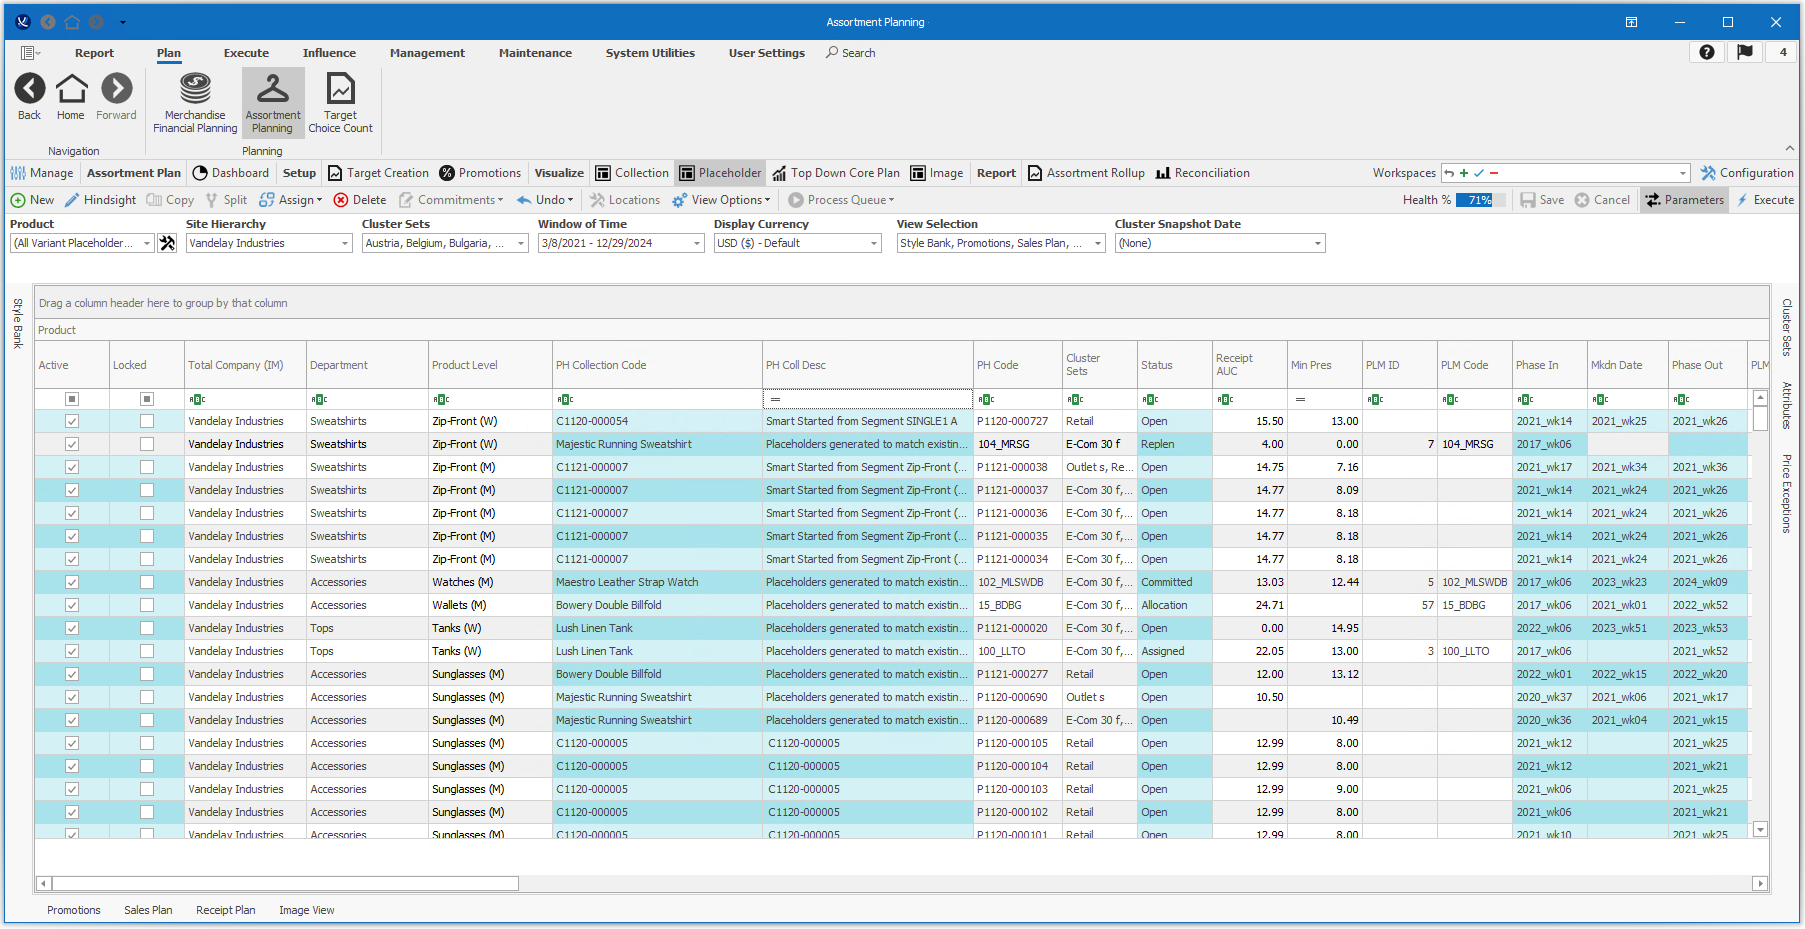 Assortment Planning
Report Plan Execute Influence Management Maintenance System Utilities User Settings Search 4
Back Home Forward Merchandise Financial Planning Assortment Planning Target Choice Count
Navigation Planning
Manage Assortment Plan Dashboard Setup Target Creation Promotions Visualize Collection Placeholder Top Down Core Plan Image Report Assortment Rollup Reconciliation Workspaces Configuration
New Hindsight Copy Split Assign Delete Commitments Undo Locations View Options Process Queue Health % 71% Save Cancel Parameters Execute
Product Site Hierarchy Cluster Sets Window of Time Display Currency View Selection Cluster Snapshot Date
(All Variant Placeholder... Vandelay Industries Austria, Belgium, Bulgaria, ... 3/8/2021 - 12/29/2024 USD ($) - Default Style Bank, Promotions, Sales Plan, ... (None)
Style Bank
Drag a column header here to group by that column
Product
Active Locked Total Company (IM) Department Product Level PH Collection Code PH Coll Desc PH Code Cluster Sets Status Receipt AUC Min Pres PLM ID PLM Code Phase In Mkdn Date Phase Out PLM
ABC ABC ABC ABC = ABC ABC ABC ABC = ABC ABC ABC ABC ABC
Vandelay Industries Sweatshirts Zip-Front (W) C1120-000054 Smart Started from Segment SINGLE1 A P1120-000727 Retail Open 15.50 13.00 2021_wk14 2021_wk25 2021_wk26
Vandelay Industries Sweatshirts Zip-Front (W) Majestic Running Sweatshirt Placeholders generated to match existin... 104_MRSG E-Com 30 f Replen 4.00 0.00 7 104_MRSG 2017_wk06
Vandelay Industries Sweatshirts Zip-Front (M) C1121-000007 Smart Started from Segment Zip-Front (... P1121-000038 Outlet s, Re... Open 14.75 7.16 2021_wk17 2021_wk34 2021_wk36
Vandelay Industries Sweatshirts Zip-Front (M) C1121-000007 Smart Started from Segment Zip-Front (... P1121-000037 E-Com 30 f,... Open 14.77 8.09 2021_wk14 2021_wk24 2021_wk26
Vandelay Industries Sweatshirts Zip-Front (M) C1121-000007 Smart Started from Segment Zip-Front (... P1121-000036 E-Com 30 f,... Open 14.77 8.18 2021_wk14 2021_wk24 2021_wk26
Vandelay Industries Sweatshirts Zip-Front (M) C1121-000007 Smart Started from Segment Zip-Front (... P1121-000035 E-Com 30 f,... Open 14.77 8.18 2021_wk14 2021_wk24 2021_wk26
Vandelay Industries Sweatshirts Zip-Front (M) C1121-000007 Smart Started from Segment Zip-Front (... P1121-000034 E-Com 30 f,... Open 14.77 8.18 2021_wk14 2021_wk24 2021_wk26
Vandelay Industries Accessories Watches (M) Maestro Leather Strap Watch Placeholders generated to match existin... 102_MLSWDB E-Com 30 f,... Committed 13.03 12.44 5 102_MLSWDB 2017_wk06 2023_wk23 2024_wk09
Vandelay Industries Accessories Wallets (M) Bowery Double Billfold Placeholders generated to match existin... 15_BDBG E-Com 30 f,... Allocation 24.71 57 15_BDBG 2017_wk06 2021_wk01 2022_wk52
Vandelay Industries Tops Tanks (W) Lush Linen Tank Placeholders generated to match existin... P1121-000020 E-Com 30 f,... Open 0.00 14.95 2022_wk06 2023_wk51 2023_wk53
Vandelay Industries Tops Tanks (W) Lush Linen Tank Placeholders generated to match existin... 100_LLTO E-Com 30 f,... Assigned 22.05 13.00 3 100_LLTO 2017_wk06 2021_wk52
Vandelay Industries Accessories Sunglasses (M) Bowery Double Billfold Placeholders generated to match existin... P1121-000277 Retail Open 12.00 13.12 2022_wk01 2022_wk15 2022_wk20
Vandelay Industries Accessories Sunglasses (M) Majestic Running Sweatshirt Placeholders generated to match existin... P1120-000690 Outlet s Open 10.50 2020_wk37 2021_wk06 2021_wk17
Vandelay Industries Accessories Sunglasses (M) Majestic Running Sweatshirt Placeholders generated to match existin... P1120-000689 E-Com 30 f,... Open 10.49 2020_wk36 2021_wk04 2021_wk15
Vandelay Industries Accessories Sunglasses (M) C1120-000005 C1120-000005 P1120-000105 Retail Open 12.99 8.00 2021_wk12 2021_wk25
Vandelay Industries Accessories Sunglasses (M) C1120-000005 C1120-000005 P1120-000104 Retail Open 12.99 8.00 2021_wk12 2021_wk21
Vandelay Industries Accessories Sunglasses (M) C1120-000005 C1120-000005 P1120-000103 Retail Open 12.99 9.00 2021_wk06 2021_wk25
Vandelay Industries Accessories Sunglasses (M) C1120-000005 C1120-000005 P1120-000102 Retail Open 12.99 8.00 2021_wk06 2021_wk21
Vandelay Industries Accessories Sunglasses (M) C1120-000005 C1120-000005 P1120-000101 Retail Open 12.99 8.00 2021_wk10 2021_wk25
Cluster Sets
Attributes
Price Exceptions
Promotions Sales Plan Receipt Plan Image View